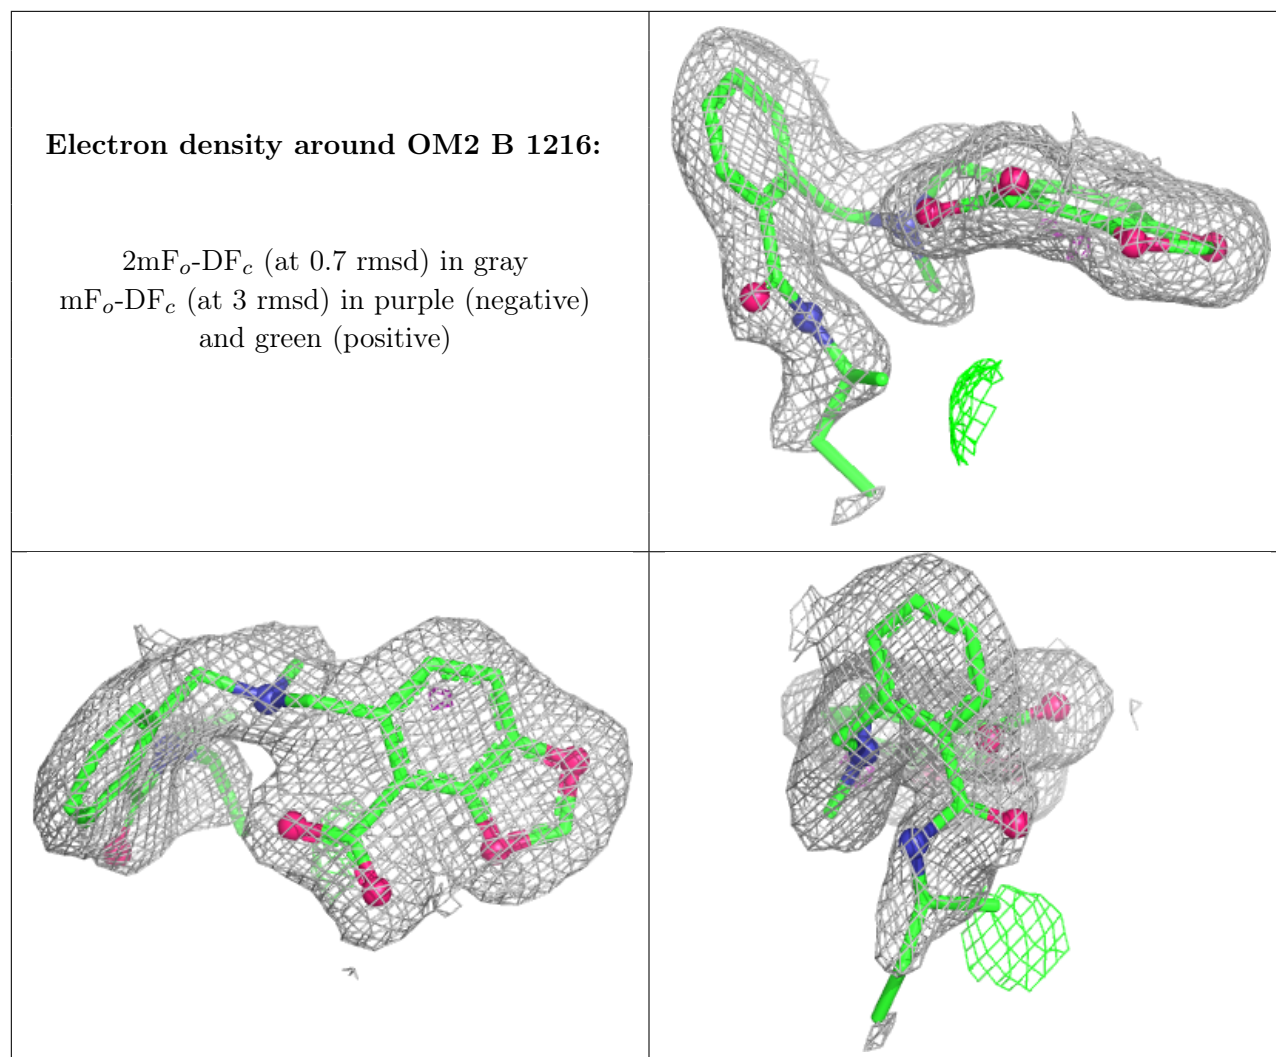 Electron density around OM2 B 1216:
2mFo-DFc (at 0.7 rmsd) in gray
mFo-DFc (at 3 rmsd) in purple (negative)
and green (positive)